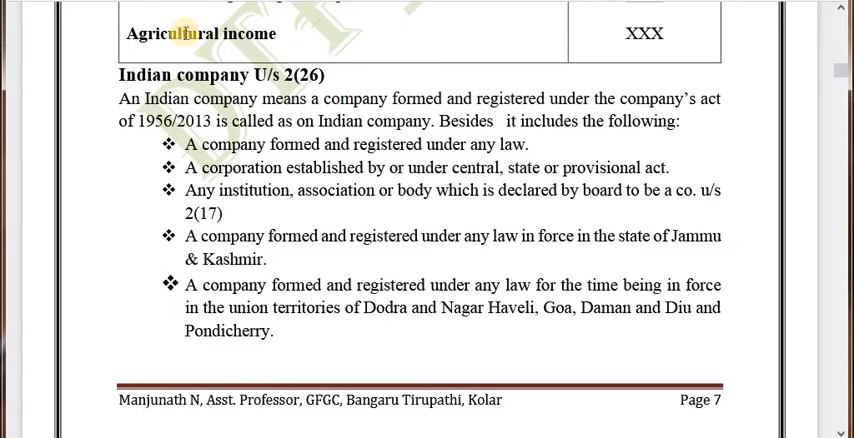 Agricultural income XXX
Indian company U/s 2(26)
An Indian company means a company formed and registered under the company's act
of 1956/2013 is called as on Indian company. Besides it includes the following:
❖ A company formed and registered under any law.
❖ A corporation established by or under central, state or provisional act.
❖ Any institution, association or body which is declared by board to be a co. u/s
2(17)
❖ A company formed and registered under any law in force in the state of Jammu
& Kashmir.
❖ A company formed and registered under any law for the time being in force
in the union territories of Dodra and Nagar Haveli, Goa, Daman and Diu and
Pondicherry.
Manjunath N, Asst. Professor, GFGC, Bangaru Tirupathi, Kolar Page 7